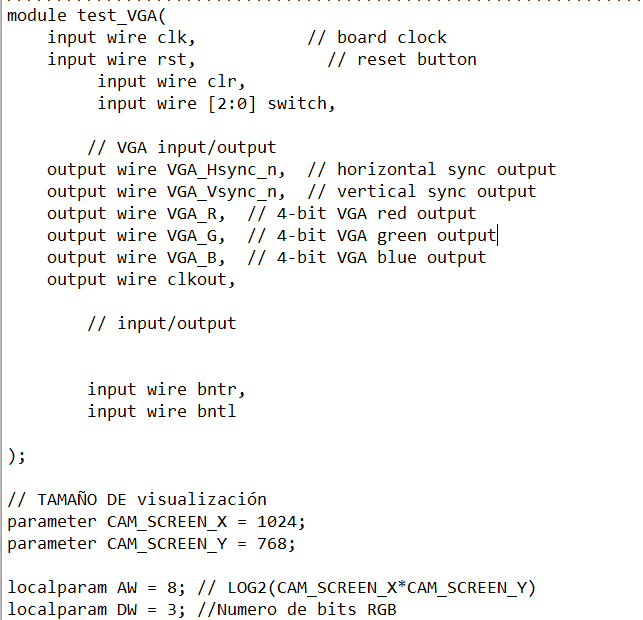 module test_VGA(
    input wire clk,           // board clock
    input wire rst,             // reset button
         input wire clr,
         input wire [2:0] switch,

        // VGA input/output
    output wire VGA_Hsync_n,  // horizontal sync output
    output wire VGA_Vsync_n,  // vertical sync output
    output wire VGA_R,  // 4-bit VGA red output
    output wire VGA_G,  // 4-bit VGA green output
    output wire VGA_B,  // 4-bit VGA blue output
    output wire clkout,

        // input/output


        input wire bntr,
        input wire bntl

);

// TAMAÑO DE visualización
parameter CAM_SCREEN_X = 1024;
parameter CAM_SCREEN_Y = 768;

localparam AW = 8; // LOG2(CAM_SCREEN_X*CAM_SCREEN_Y)
localparam DW = 3; //Numero de bits RGB